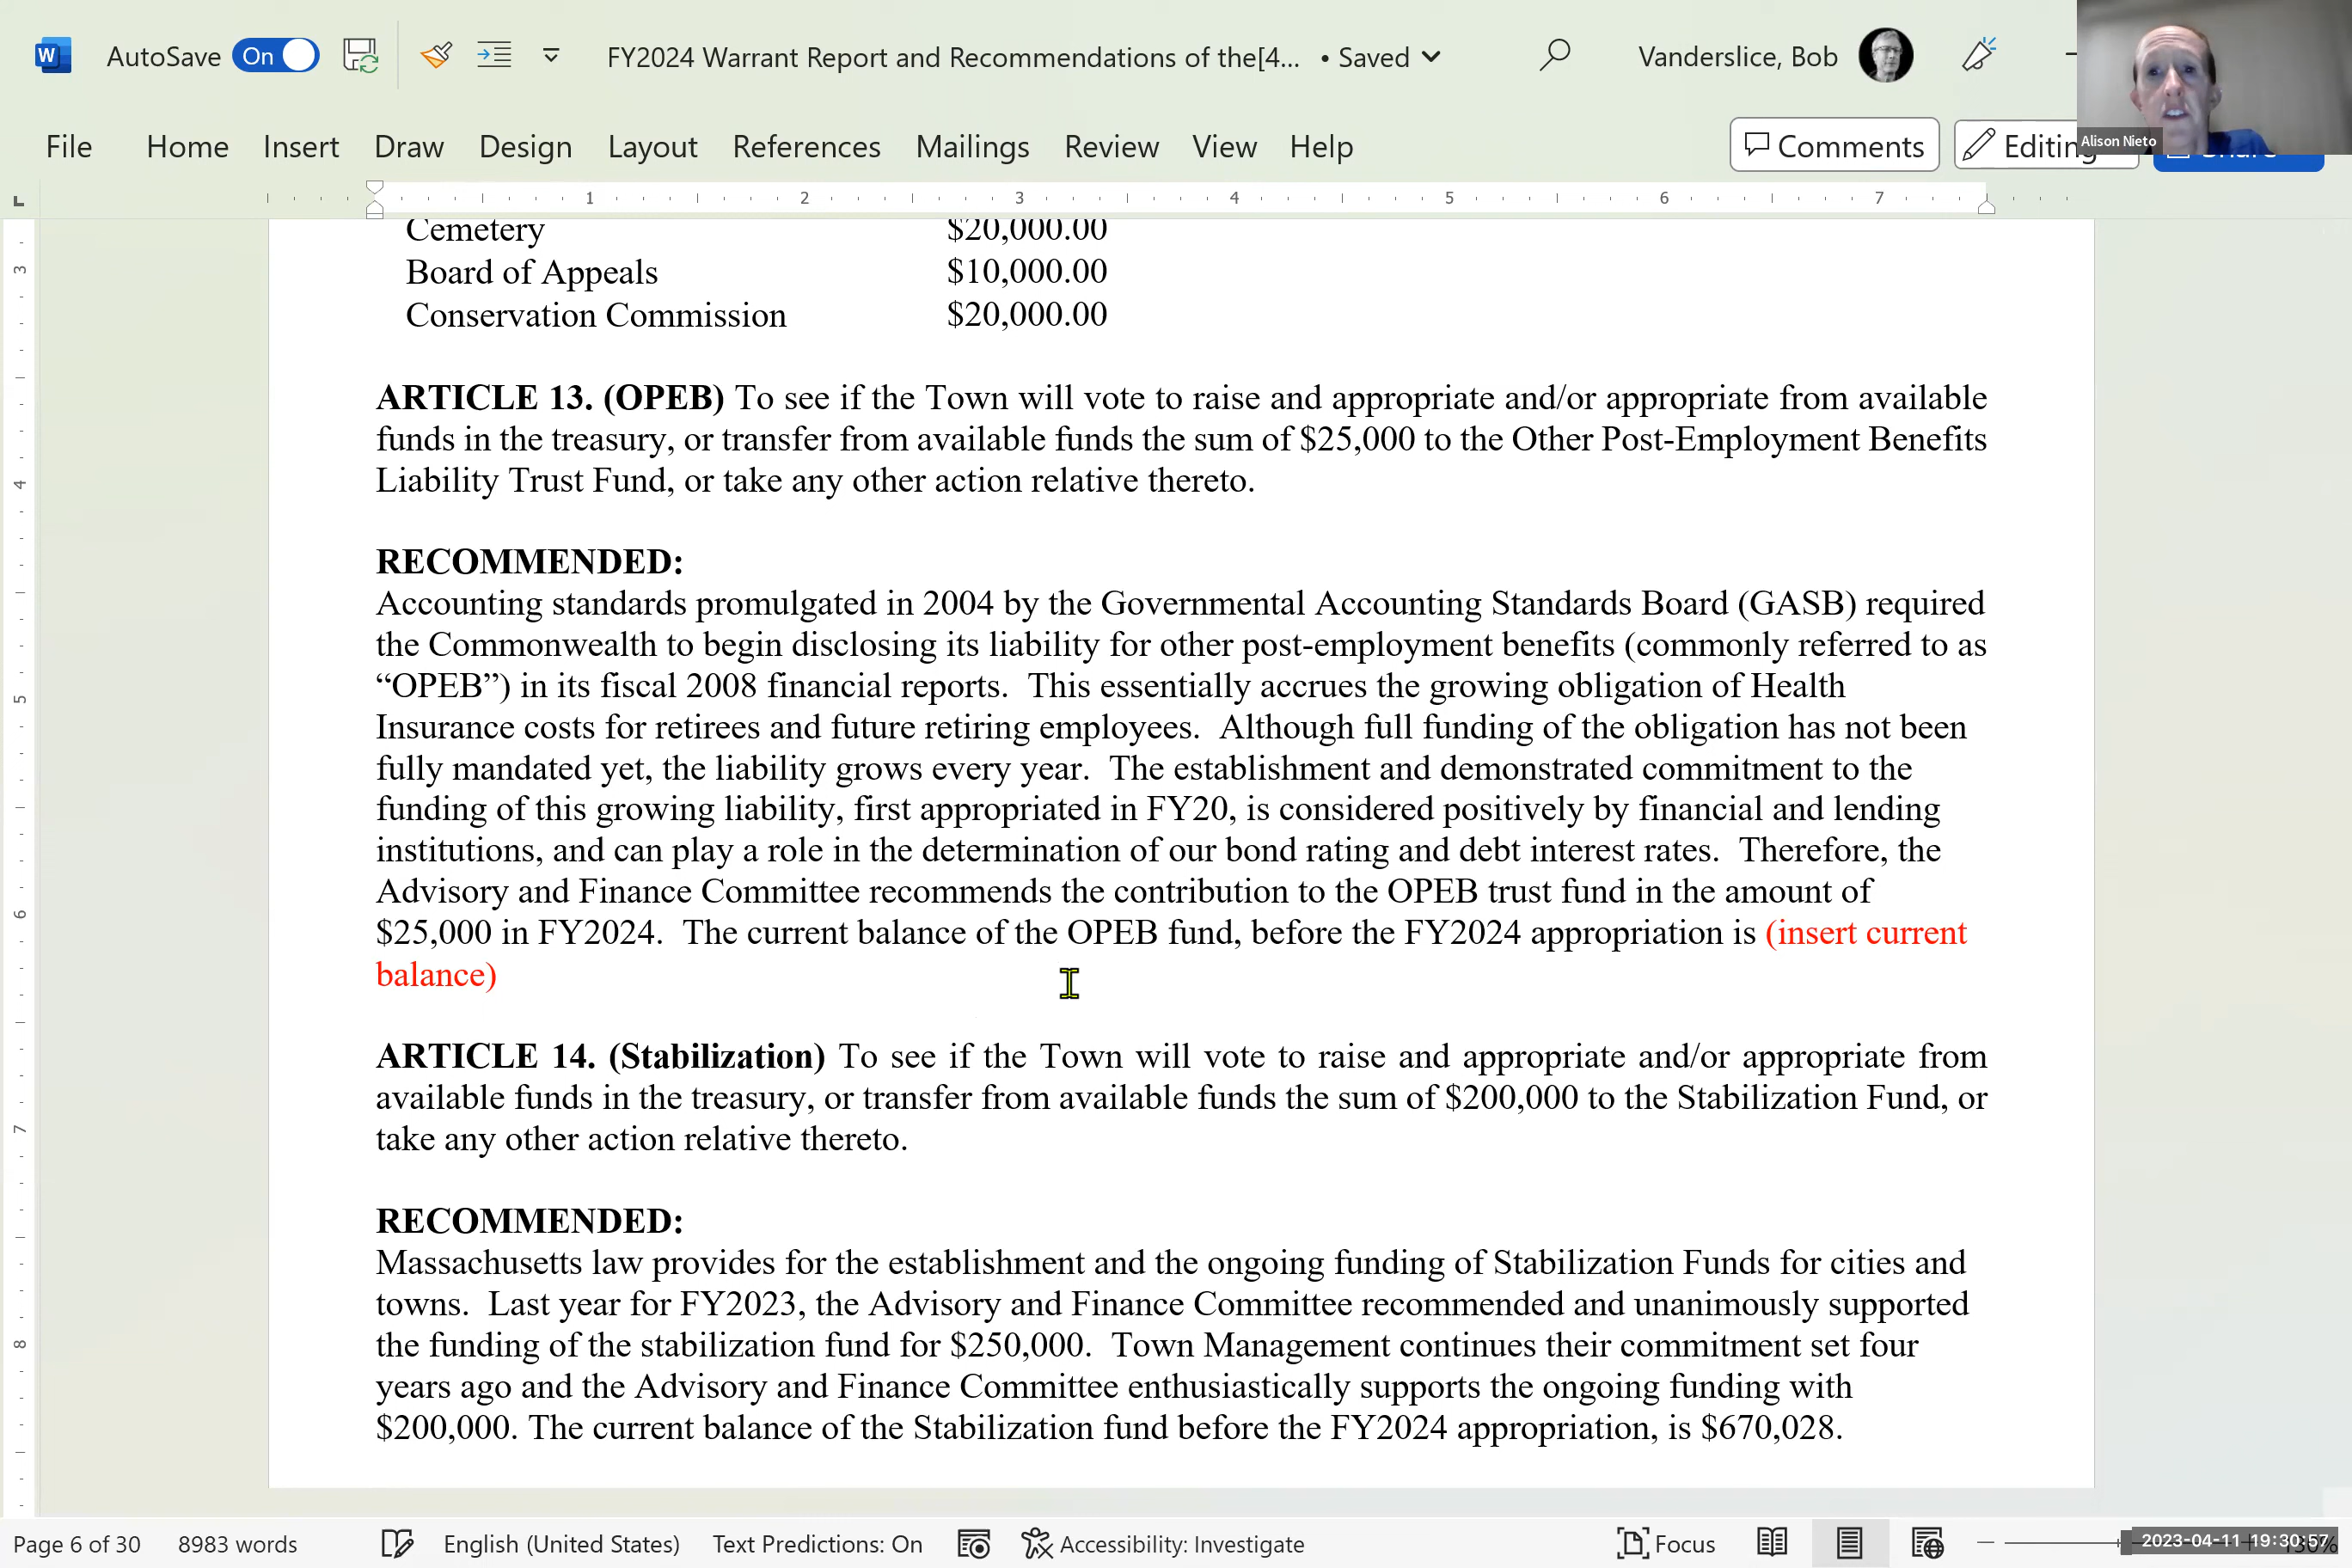 W AutoSave On FY2024 Warrant Report and Recommendations of the[4... • Saved Vanderslice, Bob
File Home Insert Draw Design Layout References Mailings Review View Help Comments Editing
Alison Nieto
1 2 3 4 5 6 7
Cemetery $20,000.00
Board of Appeals $10,000.00
Conservation Commission $20,000.00
ARTICLE 13. (OPEB) To see if the Town will vote to raise and appropriate and/or appropriate from available
funds in the treasury, or transfer from available funds the sum of $25,000 to the Other Post-Employment Benefits
Liability Trust Fund, or take any other action relative thereto.
RECOMMENDED:
Accounting standards promulgated in 2004 by the Governmental Accounting Standards Board (GASB) required
the Commonwealth to begin disclosing its liability for other post-employment benefits (commonly referred to as
“OPEB”) in its fiscal 2008 financial reports.  This essentially accrues the growing obligation of Health
Insurance costs for retirees and future retiring employees.  Although full funding of the obligation has not been
fully mandated yet, the liability grows every year.  The establishment and demonstrated commitment to the
funding of this growing liability, first appropriated in FY20, is considered positively by financial and lending
institutions, and can play a role in the determination of our bond rating and debt interest rates.  Therefore, the
Advisory and Finance Committee recommends the contribution to the OPEB trust fund in the amount of
$25,000 in FY2024.  The current balance of the OPEB fund, before the FY2024 appropriation is (insert current
balance)
ARTICLE 14. (Stabilization) To see if the Town will vote to raise and appropriate and/or appropriate from
available funds in the treasury, or transfer from available funds the sum of $200,000 to the Stabilization Fund, or
take any other action relative thereto.
RECOMMENDED:
Massachusetts law provides for the establishment and the ongoing funding of Stabilization Funds for cities and
towns.  Last year for FY2023, the Advisory and Finance Committee recommended and unanimously supported
the funding of the stabilization fund for $250,000.  Town Management continues their commitment set four
years ago and the Advisory and Finance Committee enthusiastically supports the ongoing funding with
$200,000. The current balance of the Stabilization fund before the FY2024 appropriation, is $670,028.
3
4
5
6
7
8
Page 6 of 30 8983 words English (United States) Text Predictions: On Accessibility: Investigate Focus 2023-04-11 19:30:57